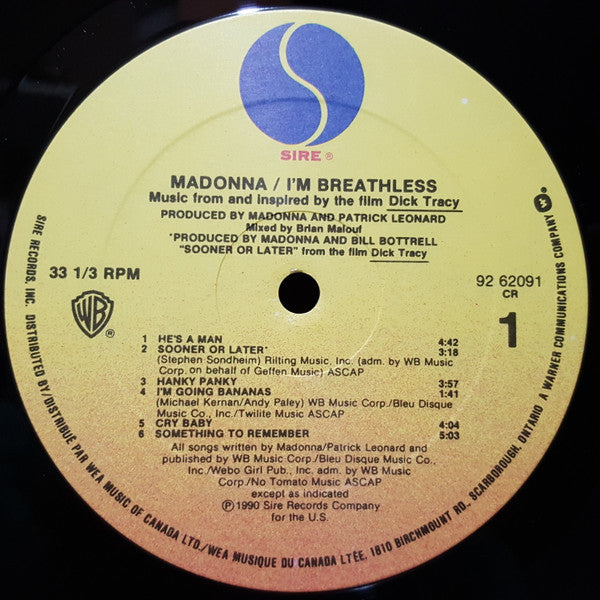 SIRE ®
MADONNA / I'M BREATHLESS
Music from and inspired by the film Dick Tracy
PRODUCED BY MADONNA AND PATRICK LEONARD
Mixed by Brian Malouf
*PRODUCED BY MADONNA AND BILL BOTTRELL
"SOONER OR LATER" from the film Dick Tracy
33 1/3 RPM
92 62091
CR
1
WB ®
1 HE'S A MAN 4:42
2 SOONER OR LATER* 3:18
(Stephen Sondheim) Rilting Music, Inc. (adm. by WB Music
Corp. on behalf of Geffen Music) ASCAP
3 HANKY PANKY 3:57
4 I'M GOING BANANAS 1:41
(Michael Kernan/Andy Paley) WB Music Corp./Bleu Disque
Music Co., Inc./Twilite Music ASCAP
5 CRY BABY 4:04
6 SOMETHING TO REMEMBER 5:03
All songs written by Madonna/Patrick Leonard and
published by WB Music Corp./Bleu Disque Music Co.,
Inc./Webo Girl Pub., Inc. adm. by WB Music
Corp./No Tomato Music ASCAP
except as indicated
℗ 1990 Sire Records Company
for the U.S.
SIRE RECORDS, INC. DISTRIBUTED BY/DISTRIBUE PAR WEA MUSIC OF CANADA LTD./WEA MUSIQUE DU CANADA LTÉE, 1810 BIRCHMOUNT RD., SCARBOROUGH, ONTARIO A WARNER COMMUNICATIONS COMPANY